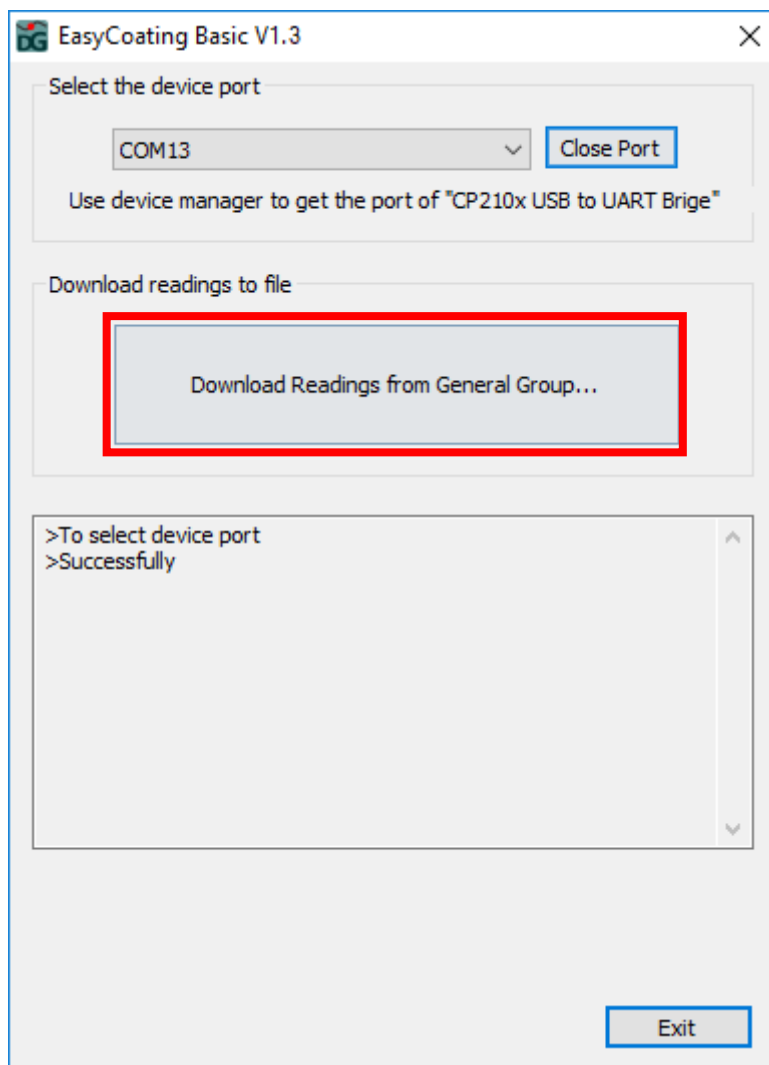 EasyCoating Basic V1.3
Select the device port
COM13
Close Port
Use device manager to get the port of "CP210x USB to UART Brige"
Download readings to file
Download Readings from General Group...
>To select device port
>Successfully
Exit